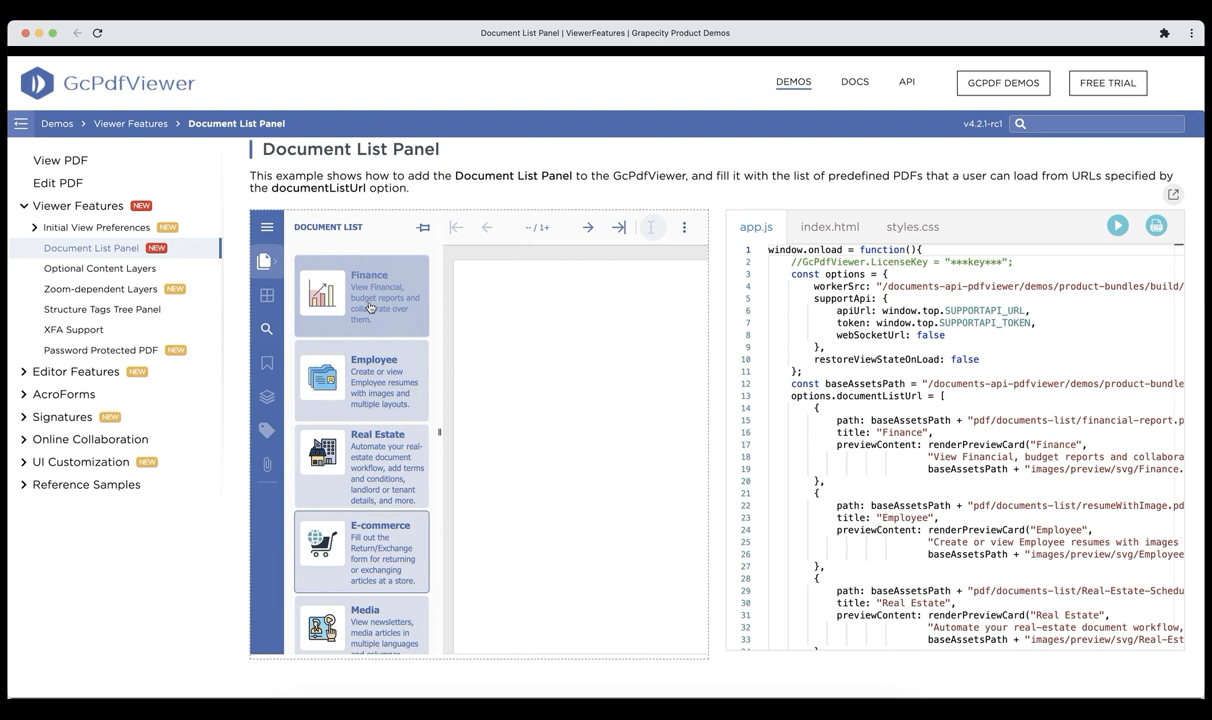 Document List Panel | ViewerFeatures | Grapecity Product Demos
GcPdfViewer
DEMOS
DOCS
API
GCPDF DEMOS
FREE TRIAL
Demos
Viewer Features
Document List Panel
v4.2.1-rc1
View PDF
Edit PDF
Viewer Features NEW
Initial View Preferences NEW
Document List Panel NEW
Optional Content Layers
Zoom-dependent Layers NEW
Structure Tags Tree Panel
XFA Support
Password Protected PDF NEW
Editor Features NEW
AcroForms
Signatures NEW
Online Collaboration
UI Customization NEW
Reference Samples
Document List Panel
This example shows how to add the Document List Panel to the GcPdfViewer, and fill it with the list of predefined PDFs that a user can load from URLs specified by
the documentListUrl option.
DOCUMENT LIST
-- / 1+
Finance
View Financial,
budget reports and
collaborate over
them.
Employee
Create or view
Employee resumes
with images and
multiple layouts.
Real Estate
Automate your real-
estate document
workflow, add terms
and conditions,
landlord or tenant
details, and more.
E-commerce
Fill out the
Return/Exchange
form for returning
or exchanging
articles at a store.
Media
View newsletters,
media articles in
multiple languages
and columnar
app.js
index.html
styles.css
1 window.onload = function(){
2 //GcPdfViewer.LicenseKey = "***key***";
3 const options = {
4 workerSrc: "/documents-api-pdfviewer/demos/product-bundles/build/
5 supportApi: {
6 apiUrl: window.top.SUPPORTAPI_URL,
7 token: window.top.SUPPORTAPI_TOKEN,
8 webSocketUrl: false
9 },
10 restoreViewStateOnLoad: false
11 };
12 const baseAssetsPath = "/documents-api-pdfviewer/demos/product-bundle
13 options.documentListUrl = [
14 {
15 path: baseAssetsPath + "pdf/documents-list/financial-report.p
16 title: "Finance",
17 previewContent: renderPreviewCard("Finance",
18 "View Financial, budget reports and collabora
19 baseAssetsPath + "images/preview/svg/Finance.
20 },
21 {
22 path: baseAssetsPath + "pdf/documents-list/resumeWithImage.pd
23 title: "Employee",
24 previewContent: renderPreviewCard("Employee",
25 "Create or view Employee resumes with images
26 baseAssetsPath + "images/preview/svg/Employee
27 },
28 {
29 path: baseAssetsPath + "pdf/documents-list/Real-Estate-Schedu
30 title: "Real Estate",
31 previewContent: renderPreviewCard("Real Estate",
32 "Automate your real-estate document workflow,
33 baseAssetsPath + "images/preview/svg/Real-Est